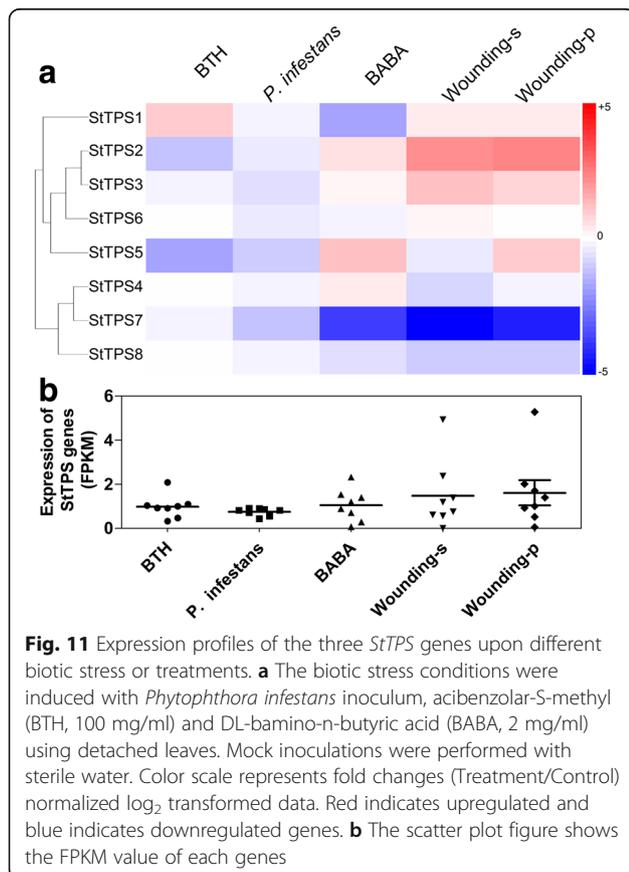 a
BTH P. infestans BABA Wounding-s Wounding-p
StTPS1
StTPS2
StTPS3
StTPS6
StTPS5
StTPS4
StTPS7
StTPS8
+5
0
-5
b
Expression of
StTPS genes
(FPKM)
6
4
2
0
BTH P. infestans BABA Wounding-s Wounding-p
Fig. 11 Expression profiles of the three StTPS genes upon different
biotic stress or treatments. a The biotic stress conditions were
induced with Phytophthora infestans inoculum, acibenzolar-S-methyl
(BTH, 100 mg/ml) and DL-bamino-n-butyric acid (BABA, 2 mg/ml)
using detached leaves. Mock inoculations were performed with
sterile water. Color scale represents fold changes (Treatment/Control)
normalized log₂ transformed data. Red indicates upregulated and
blue indicates downregulated genes. b The scatter plot figure shows
the FPKM value of each genes